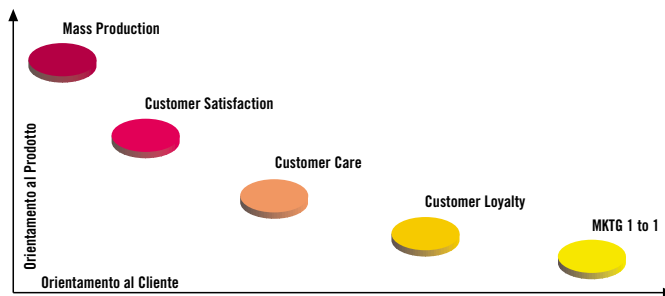 Mass Production
Customer Satisfaction
Customer Care
Customer Loyalty
MKTG 1 to 1
Orientamento al Prodotto
Orientamento al Cliente